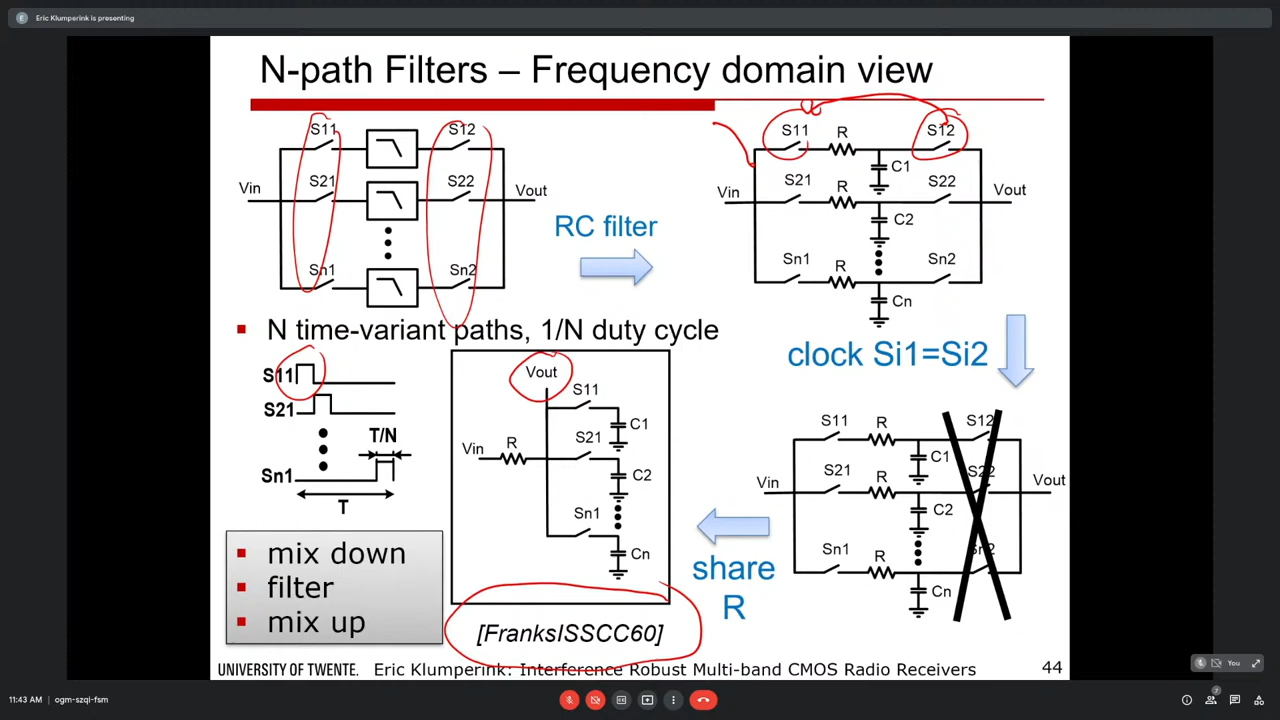 Eric Klumperink is presenting
N-path Filters – Frequency domain view
S11
S12
S21
S22
Vin
Vout
Sn1
Sn2
RC filter
S11
R
S12
C1
S21
R
S22
Vin
Vout
C2
Sn1
R
Sn2
Cn
N time-variant paths, 1/N duty cycle
clock Si1=Si2
S11
S21
T/N
Sn1
T
Vout
S11
C1
Vin
R
S21
C2
Sn1
Cn
[FranksISSCC60]
share
R
S11
R
S12
C1
S21
R
S22
Vin
Vout
C2
Sn1
R
Sn2
Cn
mix down
filter
mix up
UNIVERSITY OF TWENTE. Eric Klumperink: Interference Robust Multi-band CMOS Radio Receivers 44
You
11:43 AM | ogm-szqi-fsm
7